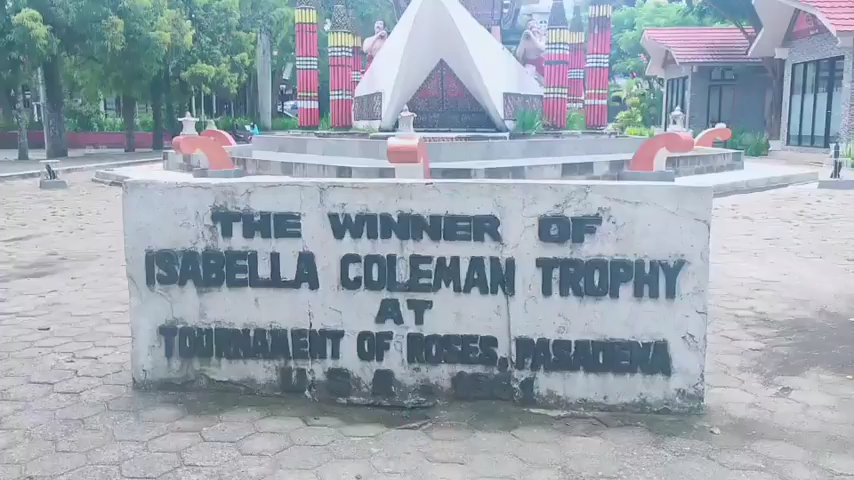 THE WINNER OF
ISABELLA COLEMAN TROPHY
AT
TOURNAMENT OF ROSES, PASADENA
U S A